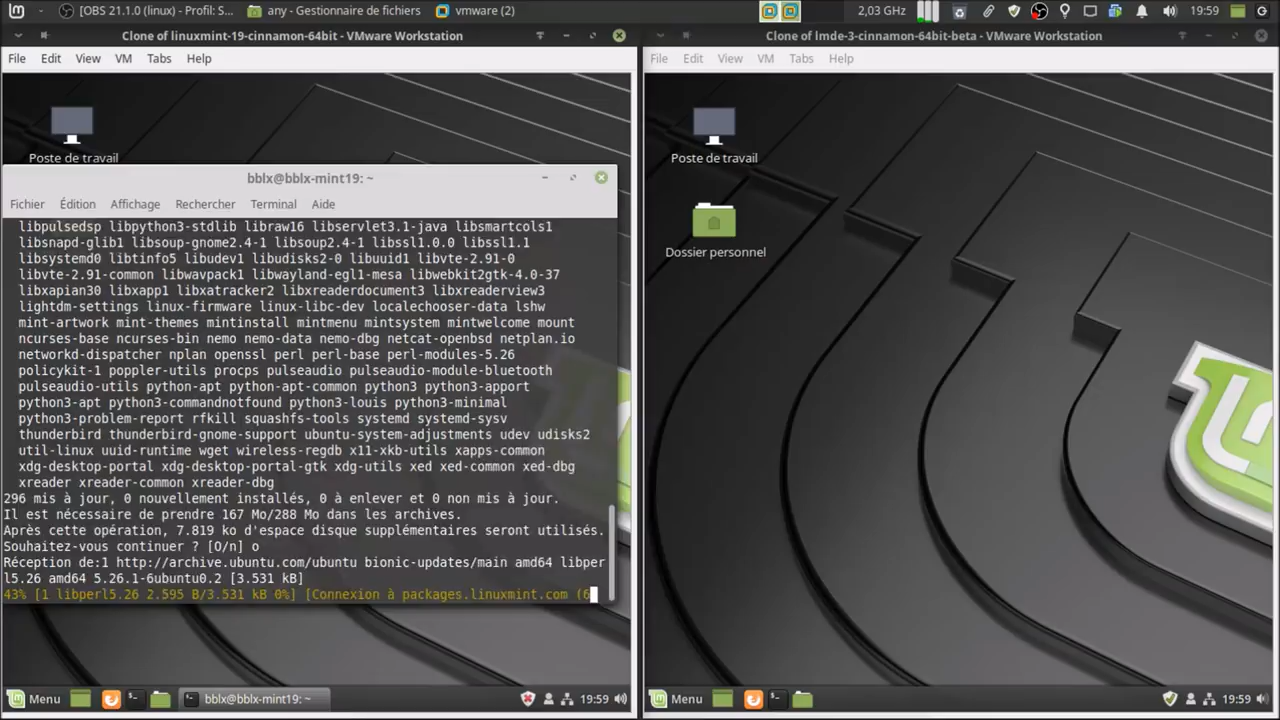 [OBS 21.1.0 (linux) - Profil: S...
any - Gestionnaire de fichiers
vmware (2)
2,03 GHz
19:59
Clone of linuxmint-19-cinnamon-64bit - VMware Workstation
File Edit View VM Tabs Help
Poste de travail
bblx@bblx-mint19: ~
Fichier Édition Affichage Rechercher Terminal Aide
libpulsedsp libpython3-stdlib libraw16 libservlet3.1-java libsmartcols1
libsnapd-glib1 libsoup-gnome2.4-1 libsoup2.4-1 libssl1.0.0 libssl1.1
libsystemd0 libtinfo5 libudev1 libudisks2-0 libuuid1 libvte-2.91-0
libvte-2.91-common libwavpack1 libwayland-egl1-mesa libwebkit2gtk-4.0-37
libxapian30 libxapp1 libxatracker2 libxreaderdocument3 libxreaderview3
lightdm-settings linux-firmware linux-libc-dev localechooser-data lshw
mint-artwork mint-themes mintinstall mintmenu mintsystem mintwelcome mount
ncurses-base ncurses-bin nemo nemo-data nemo-dbg netcat-openbsd netplan.io
networkd-dispatcher nplan openssl perl perl-base perl-modules-5.26
policykit-1 poppler-utils procps pulseaudio pulseaudio-module-bluetooth
pulseaudio-utils python-apt python-apt-common python3 python3-apport
python3-apt python3-commandnotfound python3-louis python3-minimal
python3-problem-report rfkill squashfs-tools systemd systemd-sysv
thunderbird thunderbird-gnome-support ubuntu-system-adjustments udev udisks2
util-linux uuid-runtime wget wireless-regdb x11-xkb-utils xapps-common
xdg-desktop-portal xdg-desktop-portal-gtk xdg-utils xed xed-common xed-dbg
xreader xreader-common xreader-dbg
296 mis à jour, 0 nouvellement installés, 0 à enlever et 0 non mis à jour.
Il est nécessaire de prendre 167 Mo/288 Mo dans les archives.
Après cette opération, 7.819 ko d'espace disque supplémentaires seront utilisés.
Souhaitez-vous continuer ? [O/n] o
Réception de:1 http://archive.ubuntu.com/ubuntu bionic-updates/main amd64 libper
l5.26 amd64 5.26.1-6ubuntu0.2 [3.531 kB]
43% [1 libperl5.26 2.595 B/3.531 kB 0%] [Connexion à packages.linuxmint.com (6
Menu
bblx@bblx-mint19: ~
19:59
Clone of lmde-3-cinnamon-64bit-beta - VMware Workstation
File Edit View VM Tabs Help
Poste de travail
Dossier personnel
Menu
19:59